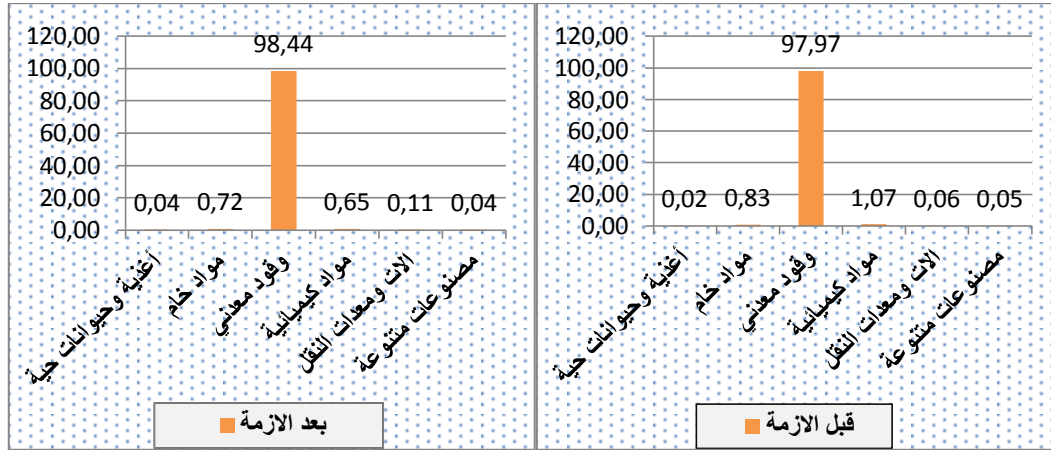 120,00
100,00
80,00
60,00
40,00
20,00
0,00
97,97
0,02
0,83
1,07
0,06
0,05
أغذية وحيوانات حية
مواد خام
وقود معدني
مواد كيميائية
الات ومعدات النقل
مصنوعات متنوعة
قبل الازمة
120,00
100,00
80,00
60,00
40,00
20,00
0,00
98,44
0,04
0,72
0,65
0,11
0,04
أغذية وحيوانات حية
مواد خام
وقود معدني
مواد كيميائية
الات ومعدات النقل
مصنوعات متنوعة
بعد الازمة